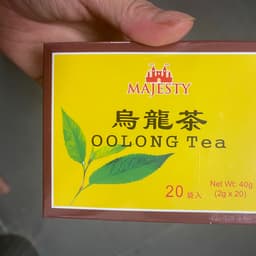 MAJESTY
烏龍茶
OOLONG Tea
20 袋入
Net Wt: 40g
(2g x 20)